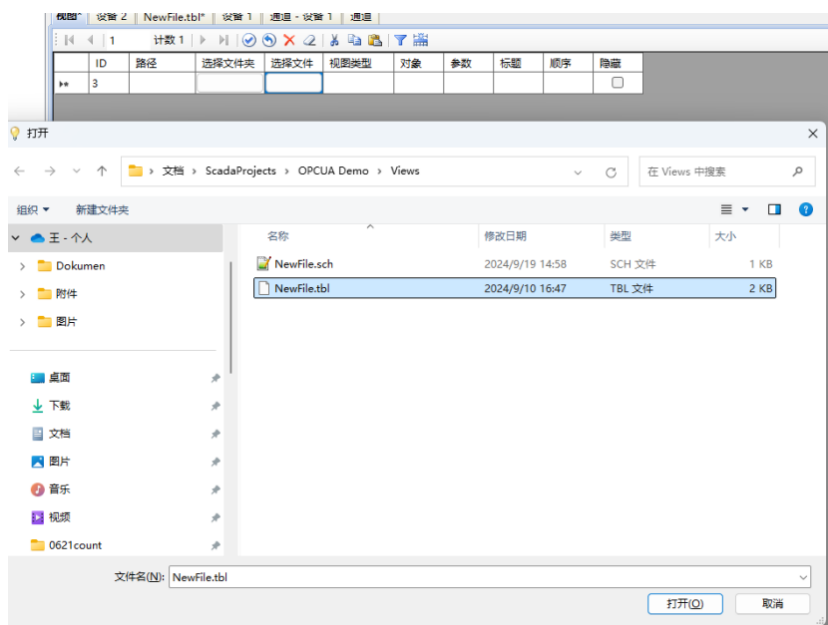 视图* 设备 2 NewFile.tbl* 设备 1 通道 - 设备 1 通道
1 计数 1
ID 路径 选择文件夹 选择文件 视图类型 对象 参数 标题 顺序 隐藏
3
打开
文档 › ScadaProjects › OPCUA Demo › Views
在 Views 中搜索
组织 新建文件夹
王 - 个人
名称 修改日期 类型 大小
Dokumen
NewFile.sch 2024/9/19 14:58 SCH 文件 1 KB
附件
NewFile.tbl 2024/9/10 16:47 TBL 文件 2 KB
图片
桌面
下载
文档
图片
音乐
视频
0621count
文件名(N): NewFile.tbl
打开(O) 取消